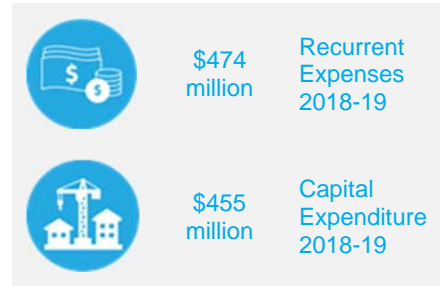 $474
million
Recurrent
Expenses
2018-19
$455
million
Capital
Expenditure
2018-19